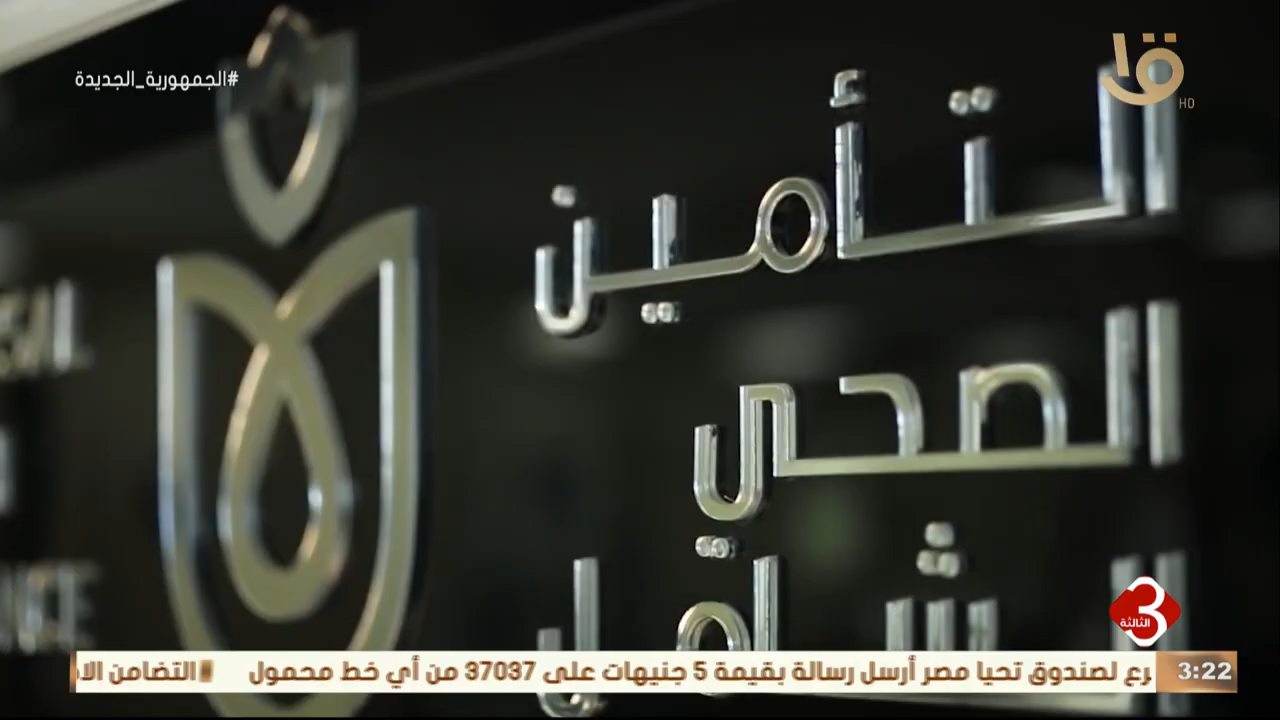 #الجمهورية_الجديدة
HD
التأمين
الصحي
الشامل
3
الثالثة
رع لصندوق تحيا مصر أرسل رسالة بقيمة 5 جنيهات على 37037 من أي خط محمول
التضامن الا
3:22